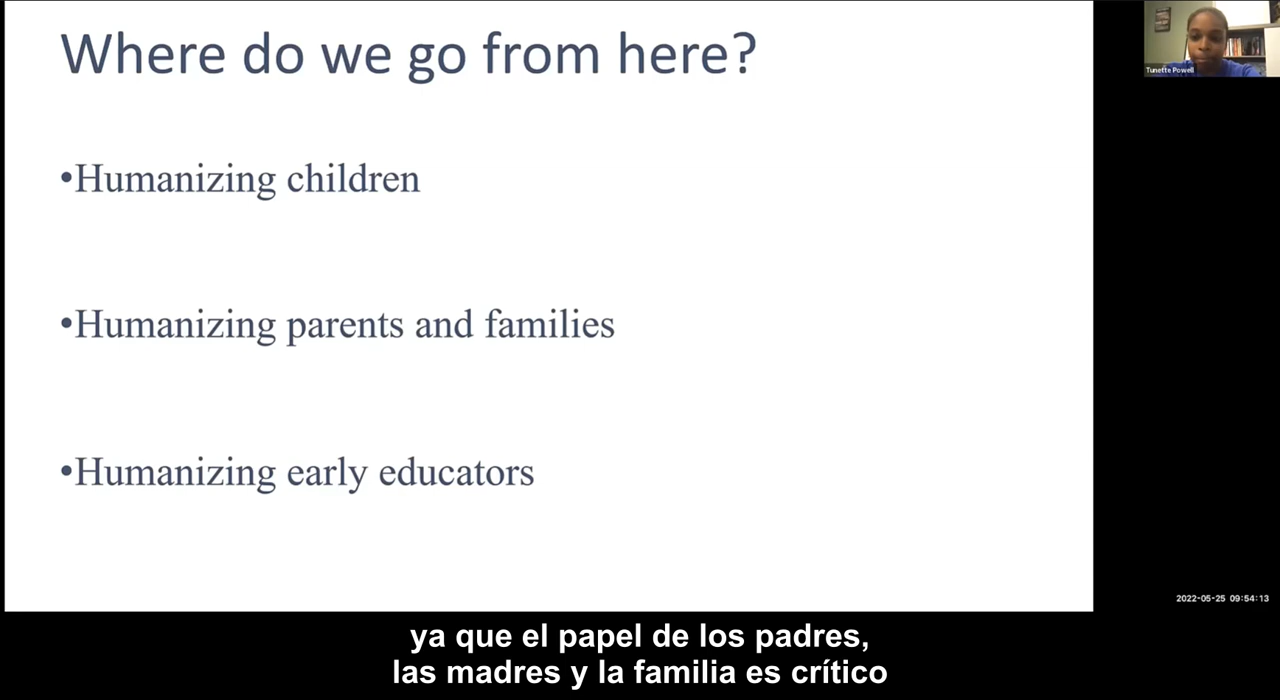 Where do we go from here?
•Humanizing children
•Humanizing parents and families
•Humanizing early educators
Tunette Powell
2022-05-25 09:54:13
ya que el papel de los padres,
las madres y la familia es crítico